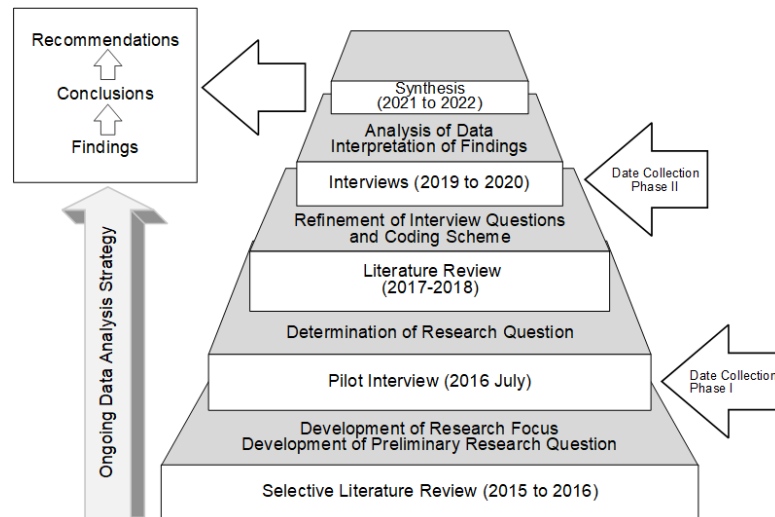 Recommendations
Conclusions
Findings
Synthesis
(2021 to 2022)
Analysis of Data
Interpretation of Findings
Interviews (2019 to 2020)
Date Collection
Phase II
Refinement of Interview Questions
and Coding Scheme
Literature Review
(2017-2018)
Determination of Research Question
Pilot Interview (2016 July)
Date Collection
Phase I
Development of Research Focus
Development of Preliminary Research Question
Selective Literature Review (2015 to 2016)
Ongoing Data Analysis Strategy